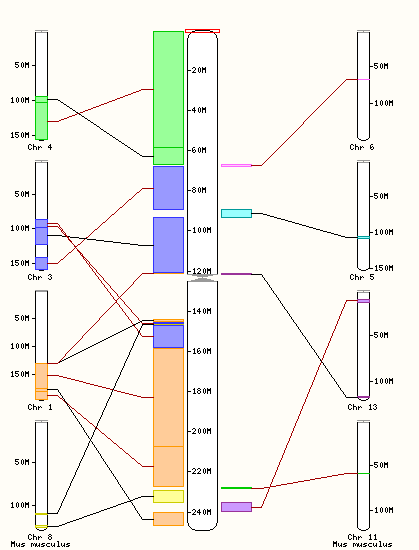 50M
100M
150M
Chr 4
50M
100M
150M
Chr 3
50M
100M
150M
Chr 1
50M
100M
Chr 8
Mus musculus
20M
40M
60M
80M
100M
120M
140M
160M
180M
200M
220M
240M
50M
100M
Chr 6
50M
100M
150M
Chr 5
50M
100M
Chr 13
50M
100M
Chr 11
Mus musculus